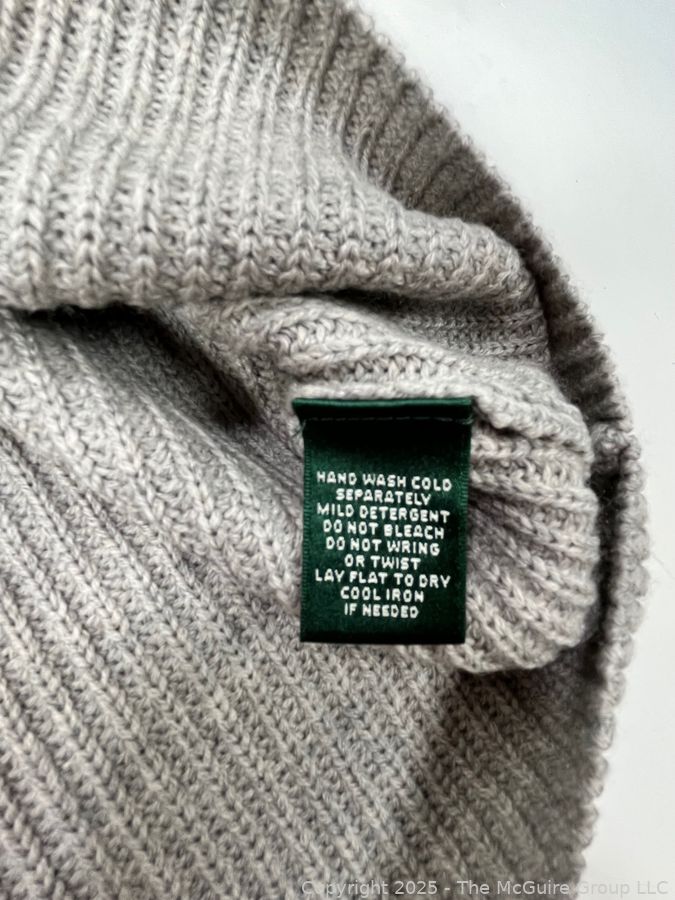 HAND WASH COLD
SEPARATELY
MILD DETERGENT
DO NOT BLEACH
DO NOT WRING
OR TWIST
LAY FLAT TO DRY
COOL IRON
IF NEEDED
Copyright 2025 - The McGuire Group LLC